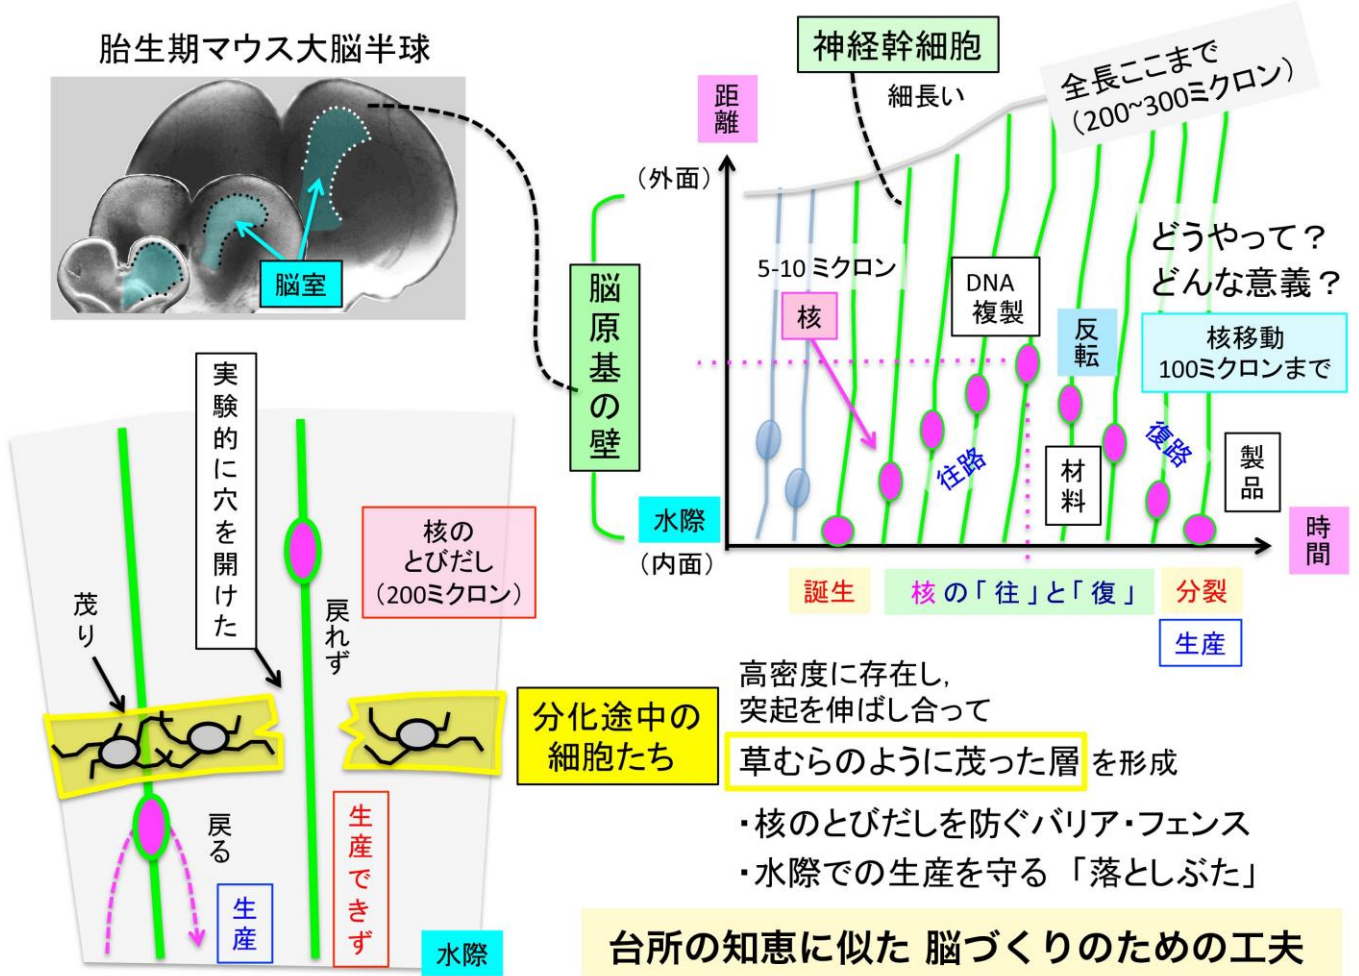 胎生期マウス大脳半球
脳室
神経幹細胞
細長い
全長ここまで
（200~300ミクロン）
距離
（外面）
脳原基の壁
水際
（内面）
5-10 ミクロン
核
DNA
複製
反転
どうやって？
どんな意義？
核移動
100ミクロンまで
往路
材料
復路
製品
時間
誕生
核の「往」と「復」
分裂
生産
実験的に穴を開けた
茂り
核の
とびだし
（200ミクロン）
戻れず
戻る
生産
生産できず
水際
分化途中の
細胞たち
高密度に存在し,
突起を伸ばし合って
草むらのように茂った層 を形成
・核のとびだしを防ぐバリア・フェンス
・水際での生産を守る 「落としぶた」
台所の知恵に似た 脳づくりのための工夫